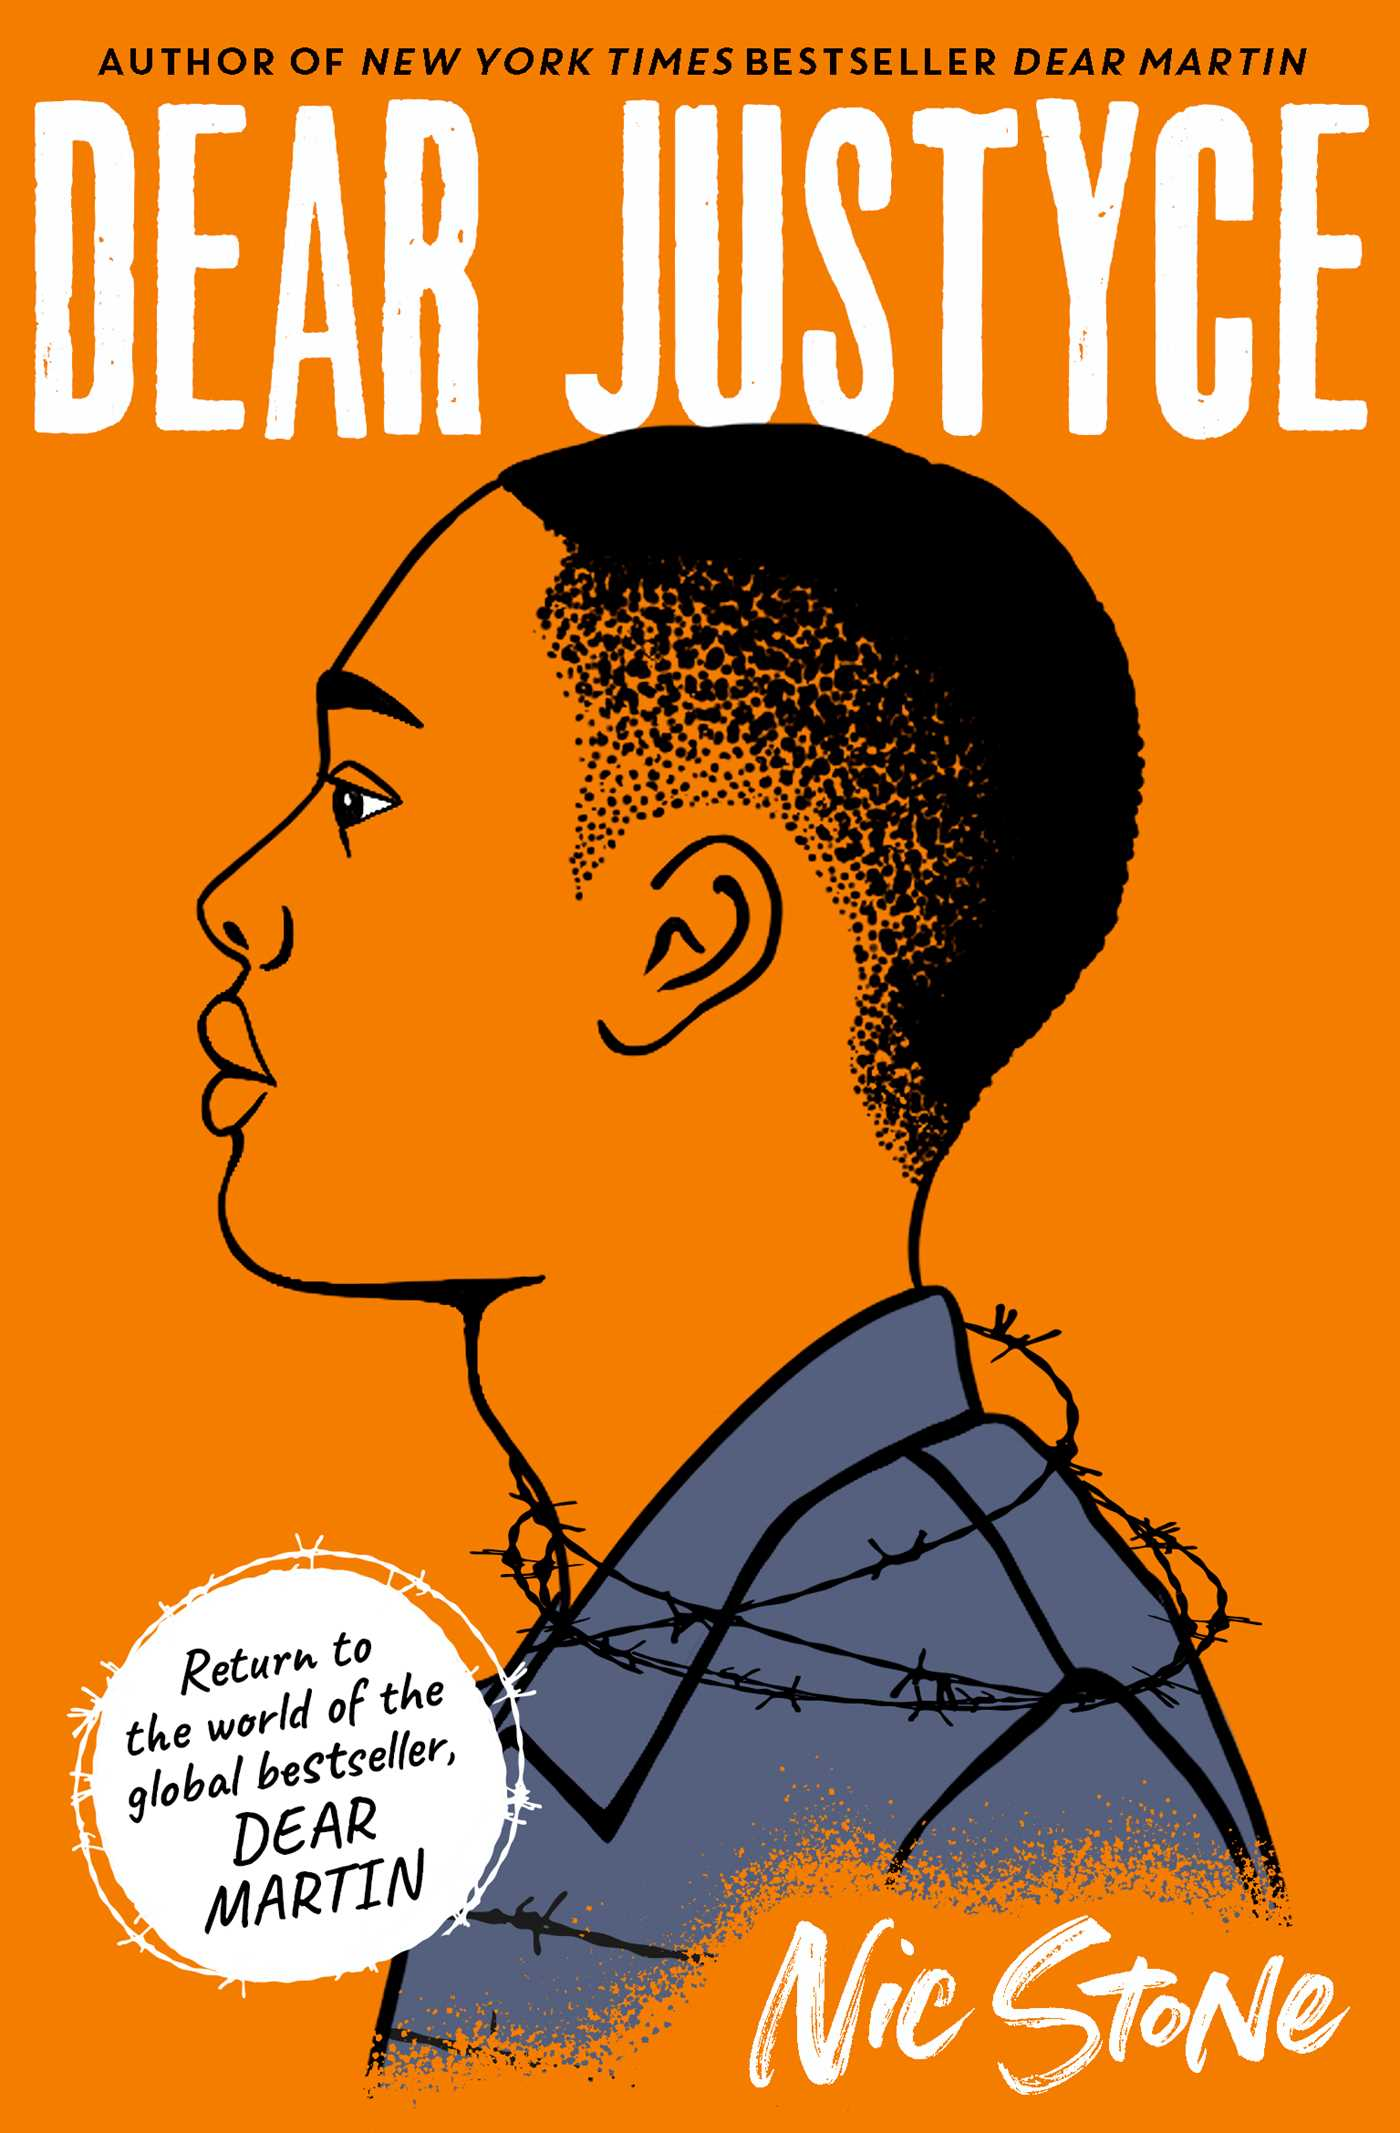 AUTHOR OF NEW YORK TIMES BESTSELLER DEAR MARTIN
DEAR JUSTYCE
Return to
the world of the
global bestseller,
DEAR
MARTIN
Nic Stone